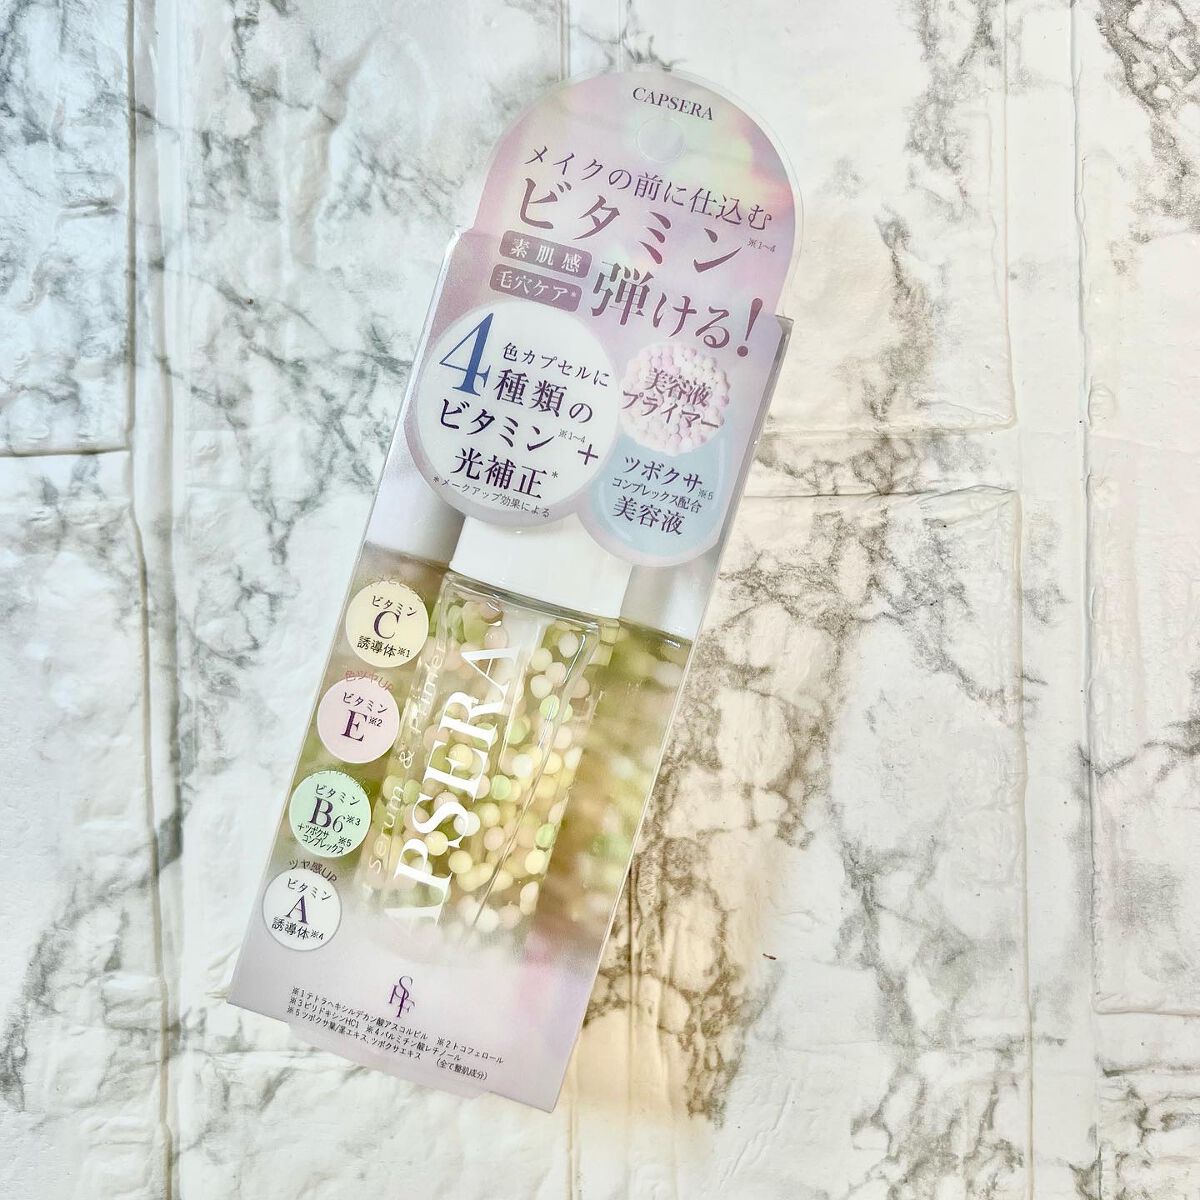 CAPSERA
メイクの前に仕込む
ビタミン※1~4
素肌感
毛穴ケア*
弾ける!
4色カプセルに
種類の
ビタミン※1~4+
光補正*
*メークアップ効果による
美容液
プライマー
ツボクサ※5
コンプレックス配合
美容液
ビタミン
C
誘導体※1
色ツヤUP
ビタミン
E※2
ビタミン
B6※3
+ツボクサ※5
コンプレックス
ツヤ感UP
ビタミン
A
誘導体※4
Serum & Primer
APSERA
※1テトラヘキシルデカン酸アスコルビル ※2トコフェロール
※3ピリドキシンHCl ※4パルミチン酸レチノール
※5ツボクサ葉/茎エキス、ツボクサエキス (全て整肌成分)